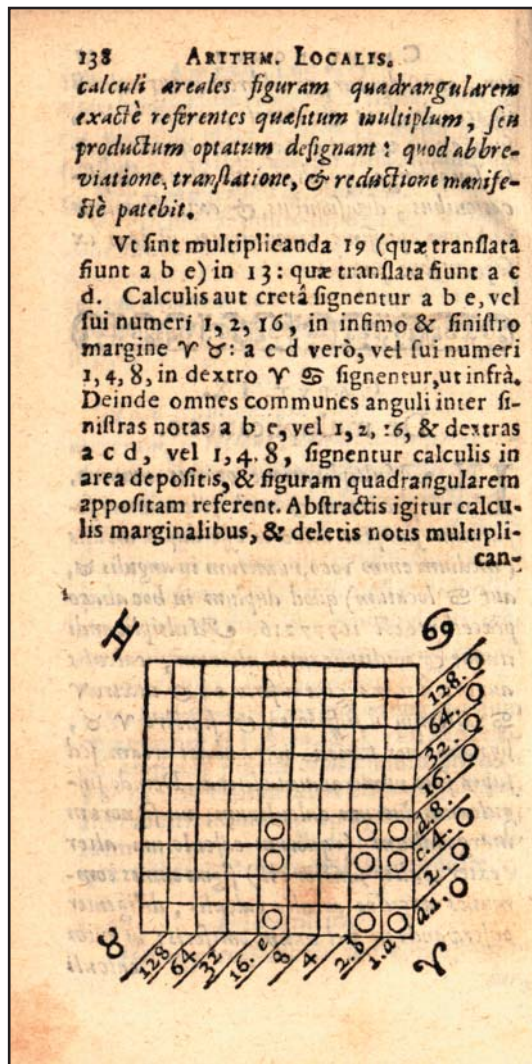 138 ARITHM. LOCALIS.
calculi areales figuram quadrangularem
exactè referentes quæsitum multiplum, seu
productum optatum designant: quod abbre-
viatione, translatione, & reductione manife-
stè patebit.
Vt sint multiplicanda 19 (quæ translata
fiunt a b e) in 13: quæ translata fiunt a c
d. Calculis aut cretâ signentur a b e, vel
sui numeri 1, 2, 16, in infimo & sinistro
margine ♈ ♉: a c d verò, vel sui numeri
1, 4, 8, in dextro ♈ ♋ signentur, ut infrà.
Deinde omnes communes anguli inter si-
nistras notas a b e, vel 1, 2, 16, & dextras
a c d, vel 1, 4. 8, signentur calculis in
area depositis, & figuram quadrangularem
appositam referent. Abstractis igitur calcu-
lis marginalibus, & deletis notis multipli-
can-
♊ ♋
128.
64.
32.
16.
d.8.
c.4.
2.
a.1.
♉ 128 64 32 16. e 8 4 2. b 1. a ♈